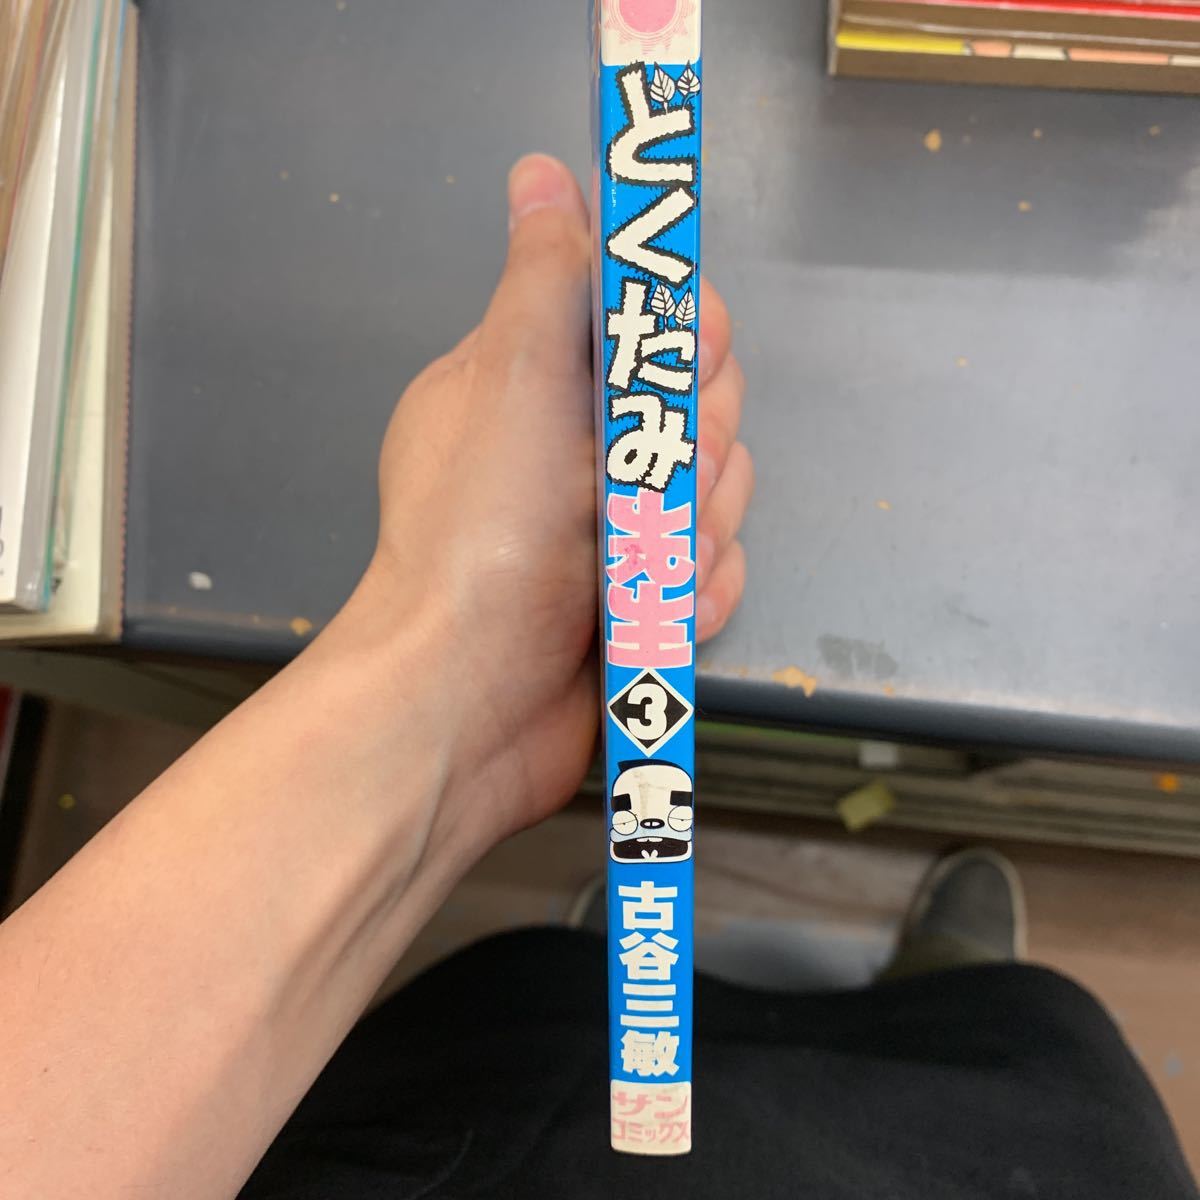 どくだみ先生
3
古谷三敏
サン
コミックス